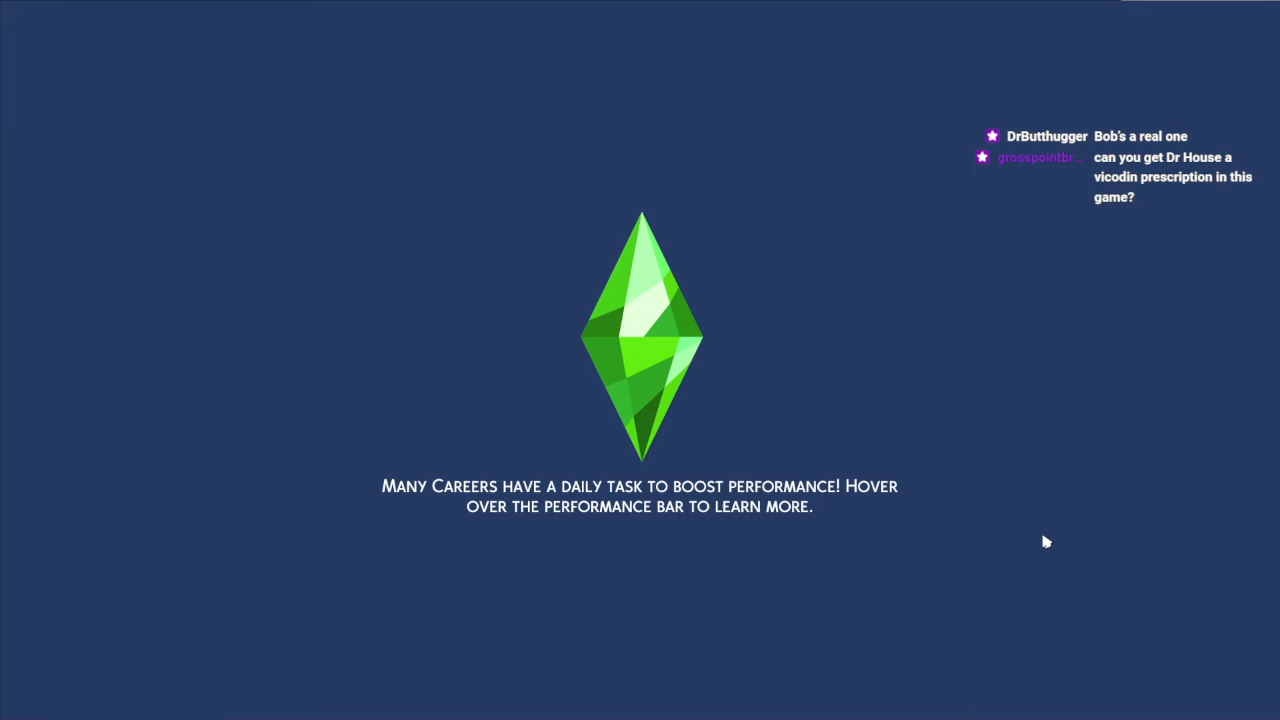 DrButthugger Bob's a real one
grosspointbr... can you get Dr House a
vicodin prescription in this
game?
MANY CAREERS HAVE A DAILY TASK TO BOOST PERFORMANCE! HOVER
OVER THE PERFORMANCE BAR TO LEARN MORE.